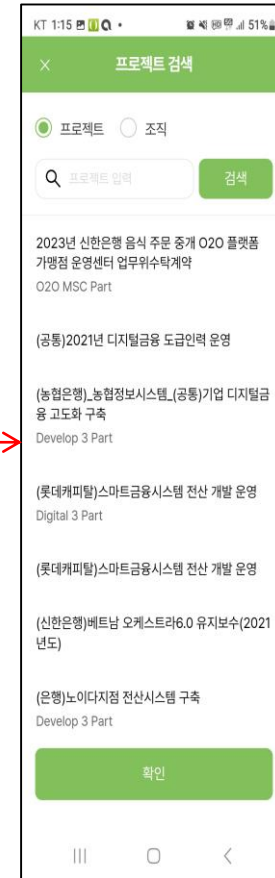 KT 1:15
51%
× 프로젝트 검색
프로젝트 조직
프로젝트 입력 검색
2023년 신한은행 음식 주문 중개 O2O 플랫폼
가맹점 운영센터 업무위수탁계약
O2O MSC Part
(공통)2021년 디지털금융 도급인력 운영
(농협은행)_농협정보시스템_(공통)기업 디지털금
융 고도화 구축
Develop 3 Part
(롯데캐피탈)스마트금융시스템 전산 개발 운영
Digital 3 Part
(롯데캐피탈)스마트금융시스템 전산 개발 운영
(신한은행)베트남 오케스트라6.0 유지보수(2021
년도)
(은행)노이다지점 전산시스템 구축
Develop 3 Part
확인